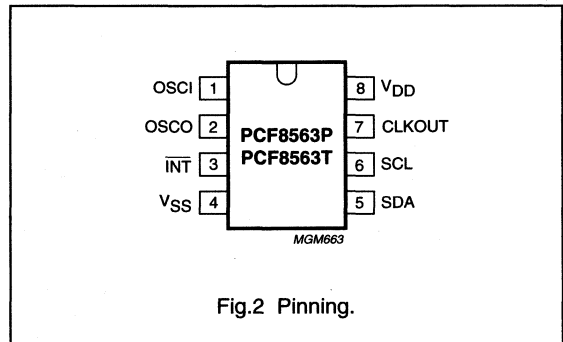 OSCI 1 8 VDD
OSCO 2 PCF8563P 7 CLKOUT
INT 3 PCF8563T 6 SCL
VSS 4 5 SDA
MGM663
Fig.2 Pinning.